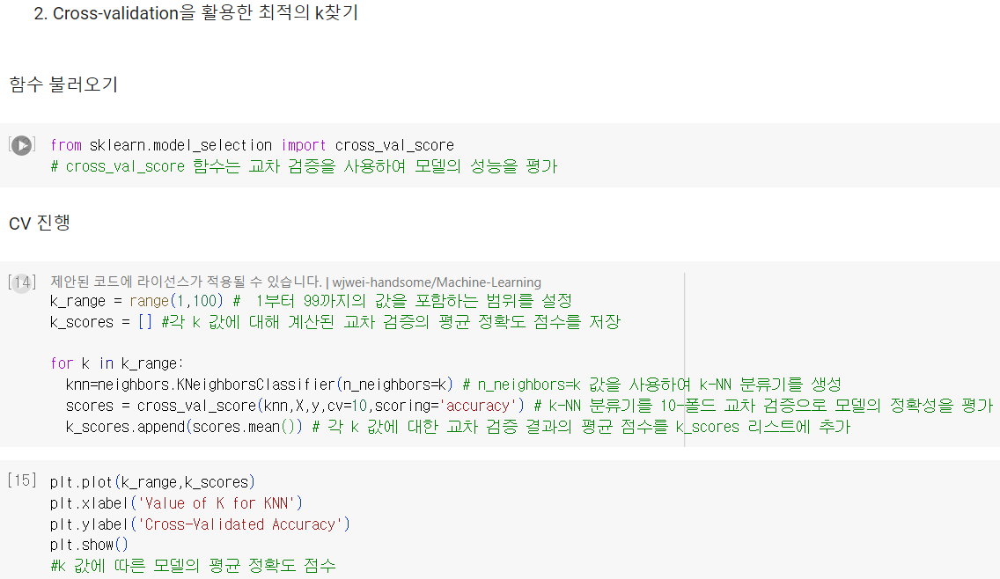 2. Cross-validation을 활용한 최적의 k찾기
함수 불러오기
from sklearn.model_selection import cross_val_score
# cross_val_score 함수는 교차 검증을 사용하여 모델의 성능을 평가
CV 진행
[14] 제안된 코드에 라이선스가 적용될 수 있습니다. | wjwei-handsome/Machine-Learning
k_range = range(1,100) #  1부터 99까지의 값을 포함하는 범위를 설정
k_scores = [] #각 k 값에 대해 계산된 교차 검증의 평균 정확도 점수를 저장
for k in k_range:
  knn=neighbors.KNeighborsClassifier(n_neighbors=k) # n_neighbors=k 값을 사용하여 k-NN 분류기를 생성
  scores = cross_val_score(knn,X,y,cv=10,scoring='accuracy') # k-NN 분류기를 10-폴드 교차 검증으로 모델의 정확성을 평가
  k_scores.append(scores.mean()) # 각 k 값에 대한 교차 검증 결과의 평균 점수를 k_scores 리스트에 추가
[15] plt.plot(k_range,k_scores)
plt.xlabel('Value of K for KNN')
plt.ylabel('Cross-Validated Accuracy')
plt.show()
#k 값에 따른 모델의 평균 정확도 점수